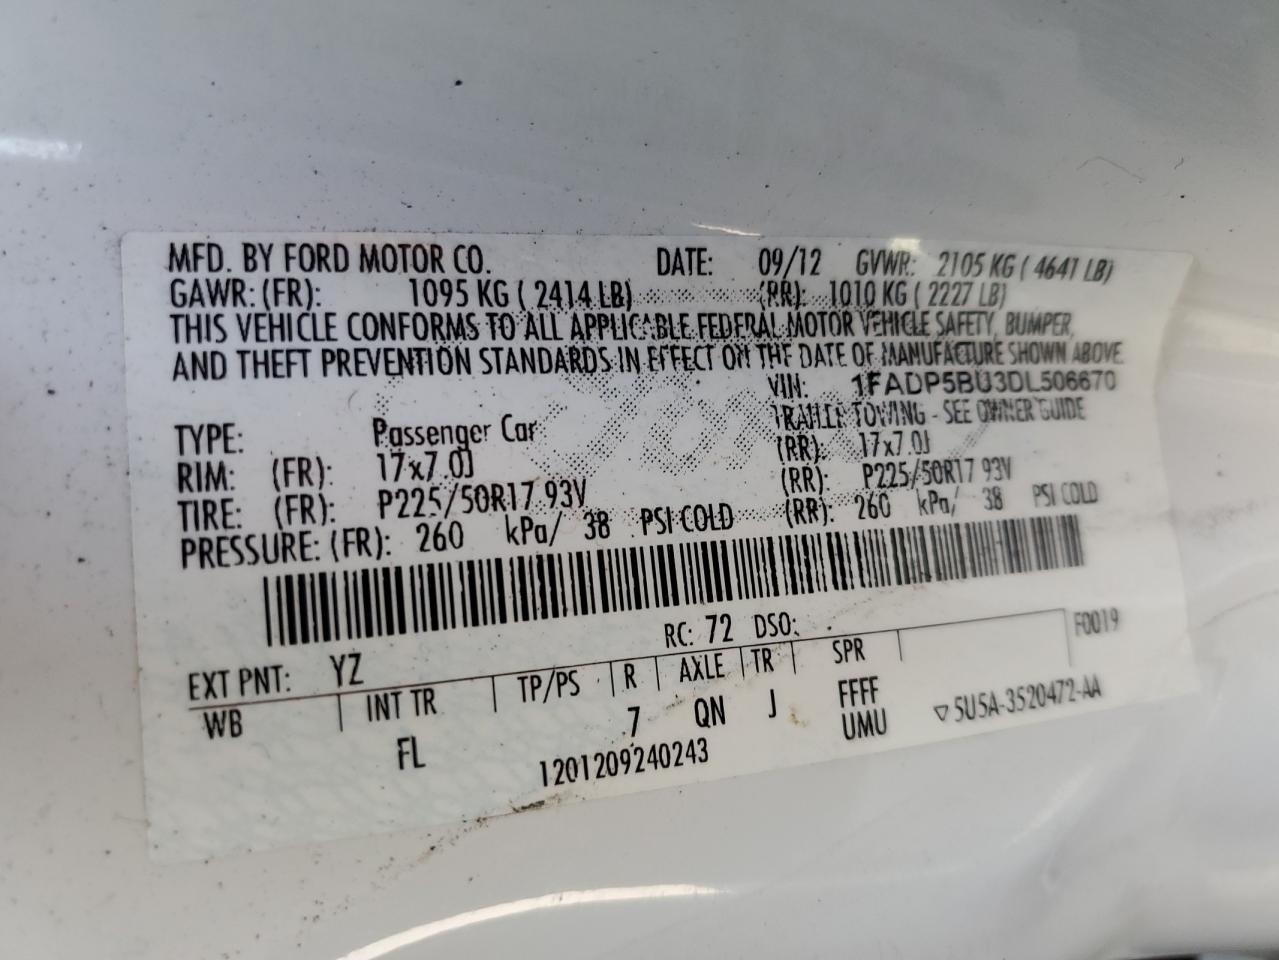 MFD. BY FORD MOTOR CO. DATE: 09/12 GVWR: 2105 KG ( 4641 LB)
GAWR: (FR): 1095 KG ( 2414 LB) (RR): 1010 KG ( 2227 LB)
THIS VEHICLE CONFORMS TO ALL APPLICABLE FEDERAL MOTOR VEHICLE SAFETY, BUMPER,
AND THEFT PREVENTION STANDARDS IN EFFECT ON THE DATE OF MANUFACTURE SHOWN ABOVE.
VIN: 1FADP5BU3DL506670
TYPE: Passenger Car TRAILER TOWING - SEE OWNER GUIDE
RIM: (FR): 17x7.0J (RR): 17x7.0J
TIRE: (FR): P225/50R17 93V (RR): P225/50R17 93V
PRESSURE: (FR): 260 kPa/ 38 PSI COLD (RR): 260 kPa/ 38 PSI COLD
RC: 72 DSO: F0019
EXT PNT: YZ
WB INT TR TP/PS R AXLE TR SPR
FL 7 QN J FFFF
UMU ▽5U5A-3520472-AA
1201209240243